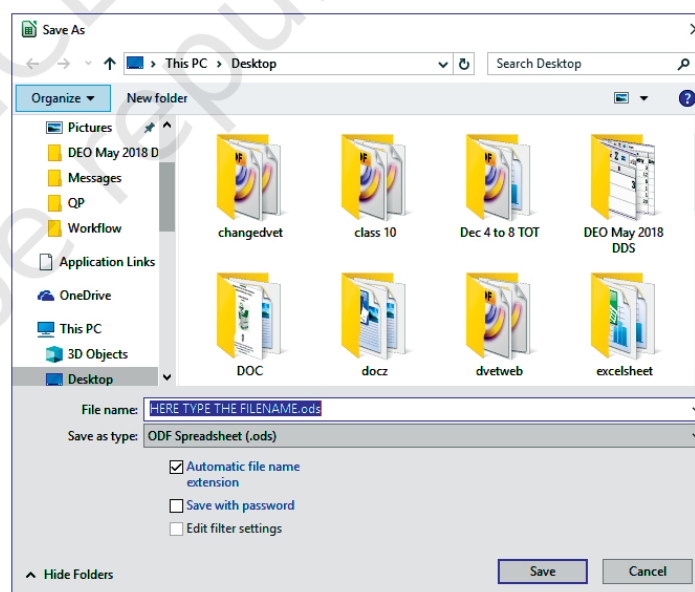 Save As
This PC > Desktop
Search Desktop
Organize
New folder
Pictures
DEO May 2018 D
Messages
QP
Workflow
Application Links
OneDrive
This PC
3D Objects
Desktop
changedvet
class 10
Dec 4 to 8 TOT
DEO May 2018
DDS
DOC
docz
dvetweb
excelsheet
File name: HERE TYPE THE FILENAME.ods
Save as type: ODF Spreadsheet (.ods)
Automatic file name
extension
Save with password
Edit filter settings
Hide Folders
Save
Cancel